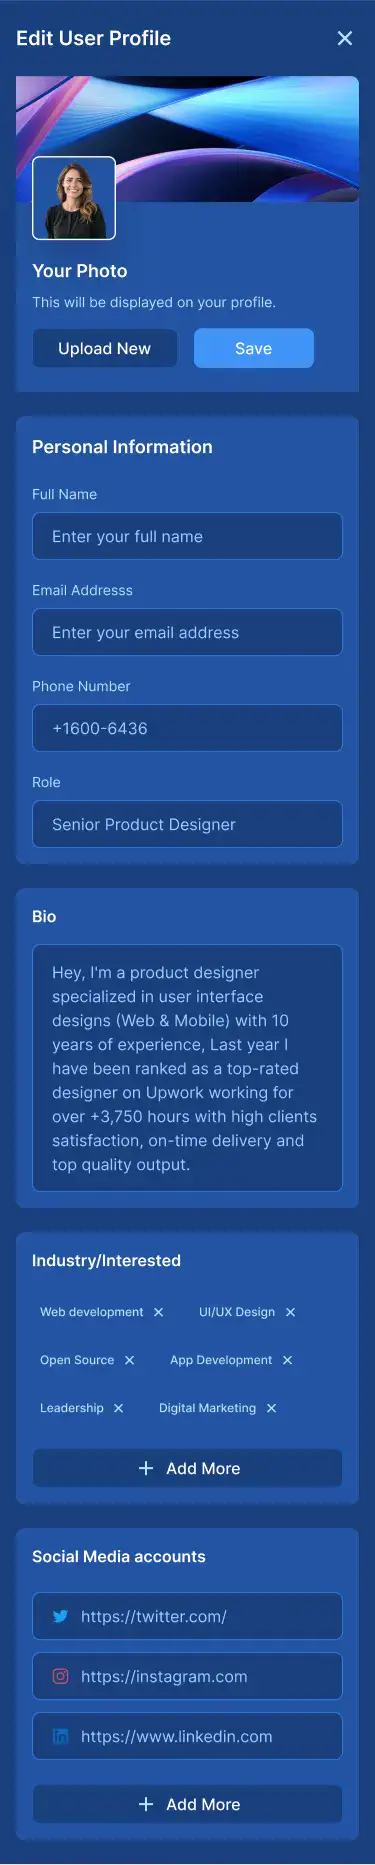 Edit User Profile
Your Photo
This will be displayed on your profile.
Upload New
Save
Personal Information
Full Name
Enter your full name
Email Addresss
Enter your email address
Phone Number
+1600-6436
Role
Senior Product Designer
Bio
Hey, I'm a product designer
specialized in user interface
designs (Web & Mobile) with 10
years of experience, Last year I
have been ranked as a top-rated
designer on Upwork working for
over +3,750 hours with high clients
satisfaction, on-time delivery and
top quality output.
Industry/Interested
Web development
UI/UX Design
Open Source
App Development
Leadership
Digital Marketing
Add More
Social Media accounts
https://twitter.com/
https://instagram.com
https://www.linkedin.com
Add More